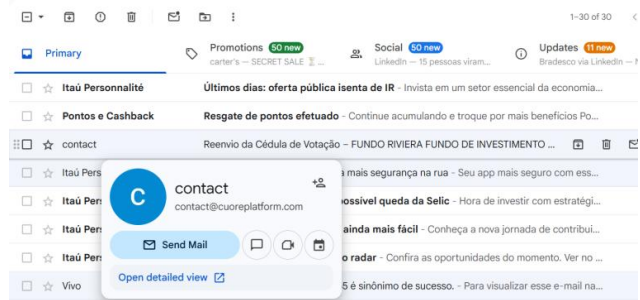 1–30 of 30
Primary
Promotions 50 new
carter's — SECRET SALE ⏳ ...
Social 50 new
LinkedIn — 15 pessoas viram...
Updates 11 new
Bradesco via LinkedIn —
Itaú Personnalité Últimos dias: oferta pública isenta de IR - Invista em um setor essencial da economia...
Pontos e Cashback Resgate de pontos efetuado - Continue acumulando e troque por mais benefícios Po...
contact Reenvio da Cédula de Votação – FUNDO RIVIERA FUNDO DE INVESTIMENTO ...
Itaú Pers mais segurança na rua - Seu app mais seguro com ess...
Itaú Pers ossível queda da Selic - Hora de investir com estratégi...
Itaú Pers ainda mais fácil - Conheça a nova jornada de contribui...
Itaú Pers o radar - Confira as oportunidades do momento. Ver no ...
Vivo 5 é sinônimo de sucesso. - Para visualizar esse e-mail na...
C
contact
contact@cuoreplatform.com
Send Mail
Open detailed view